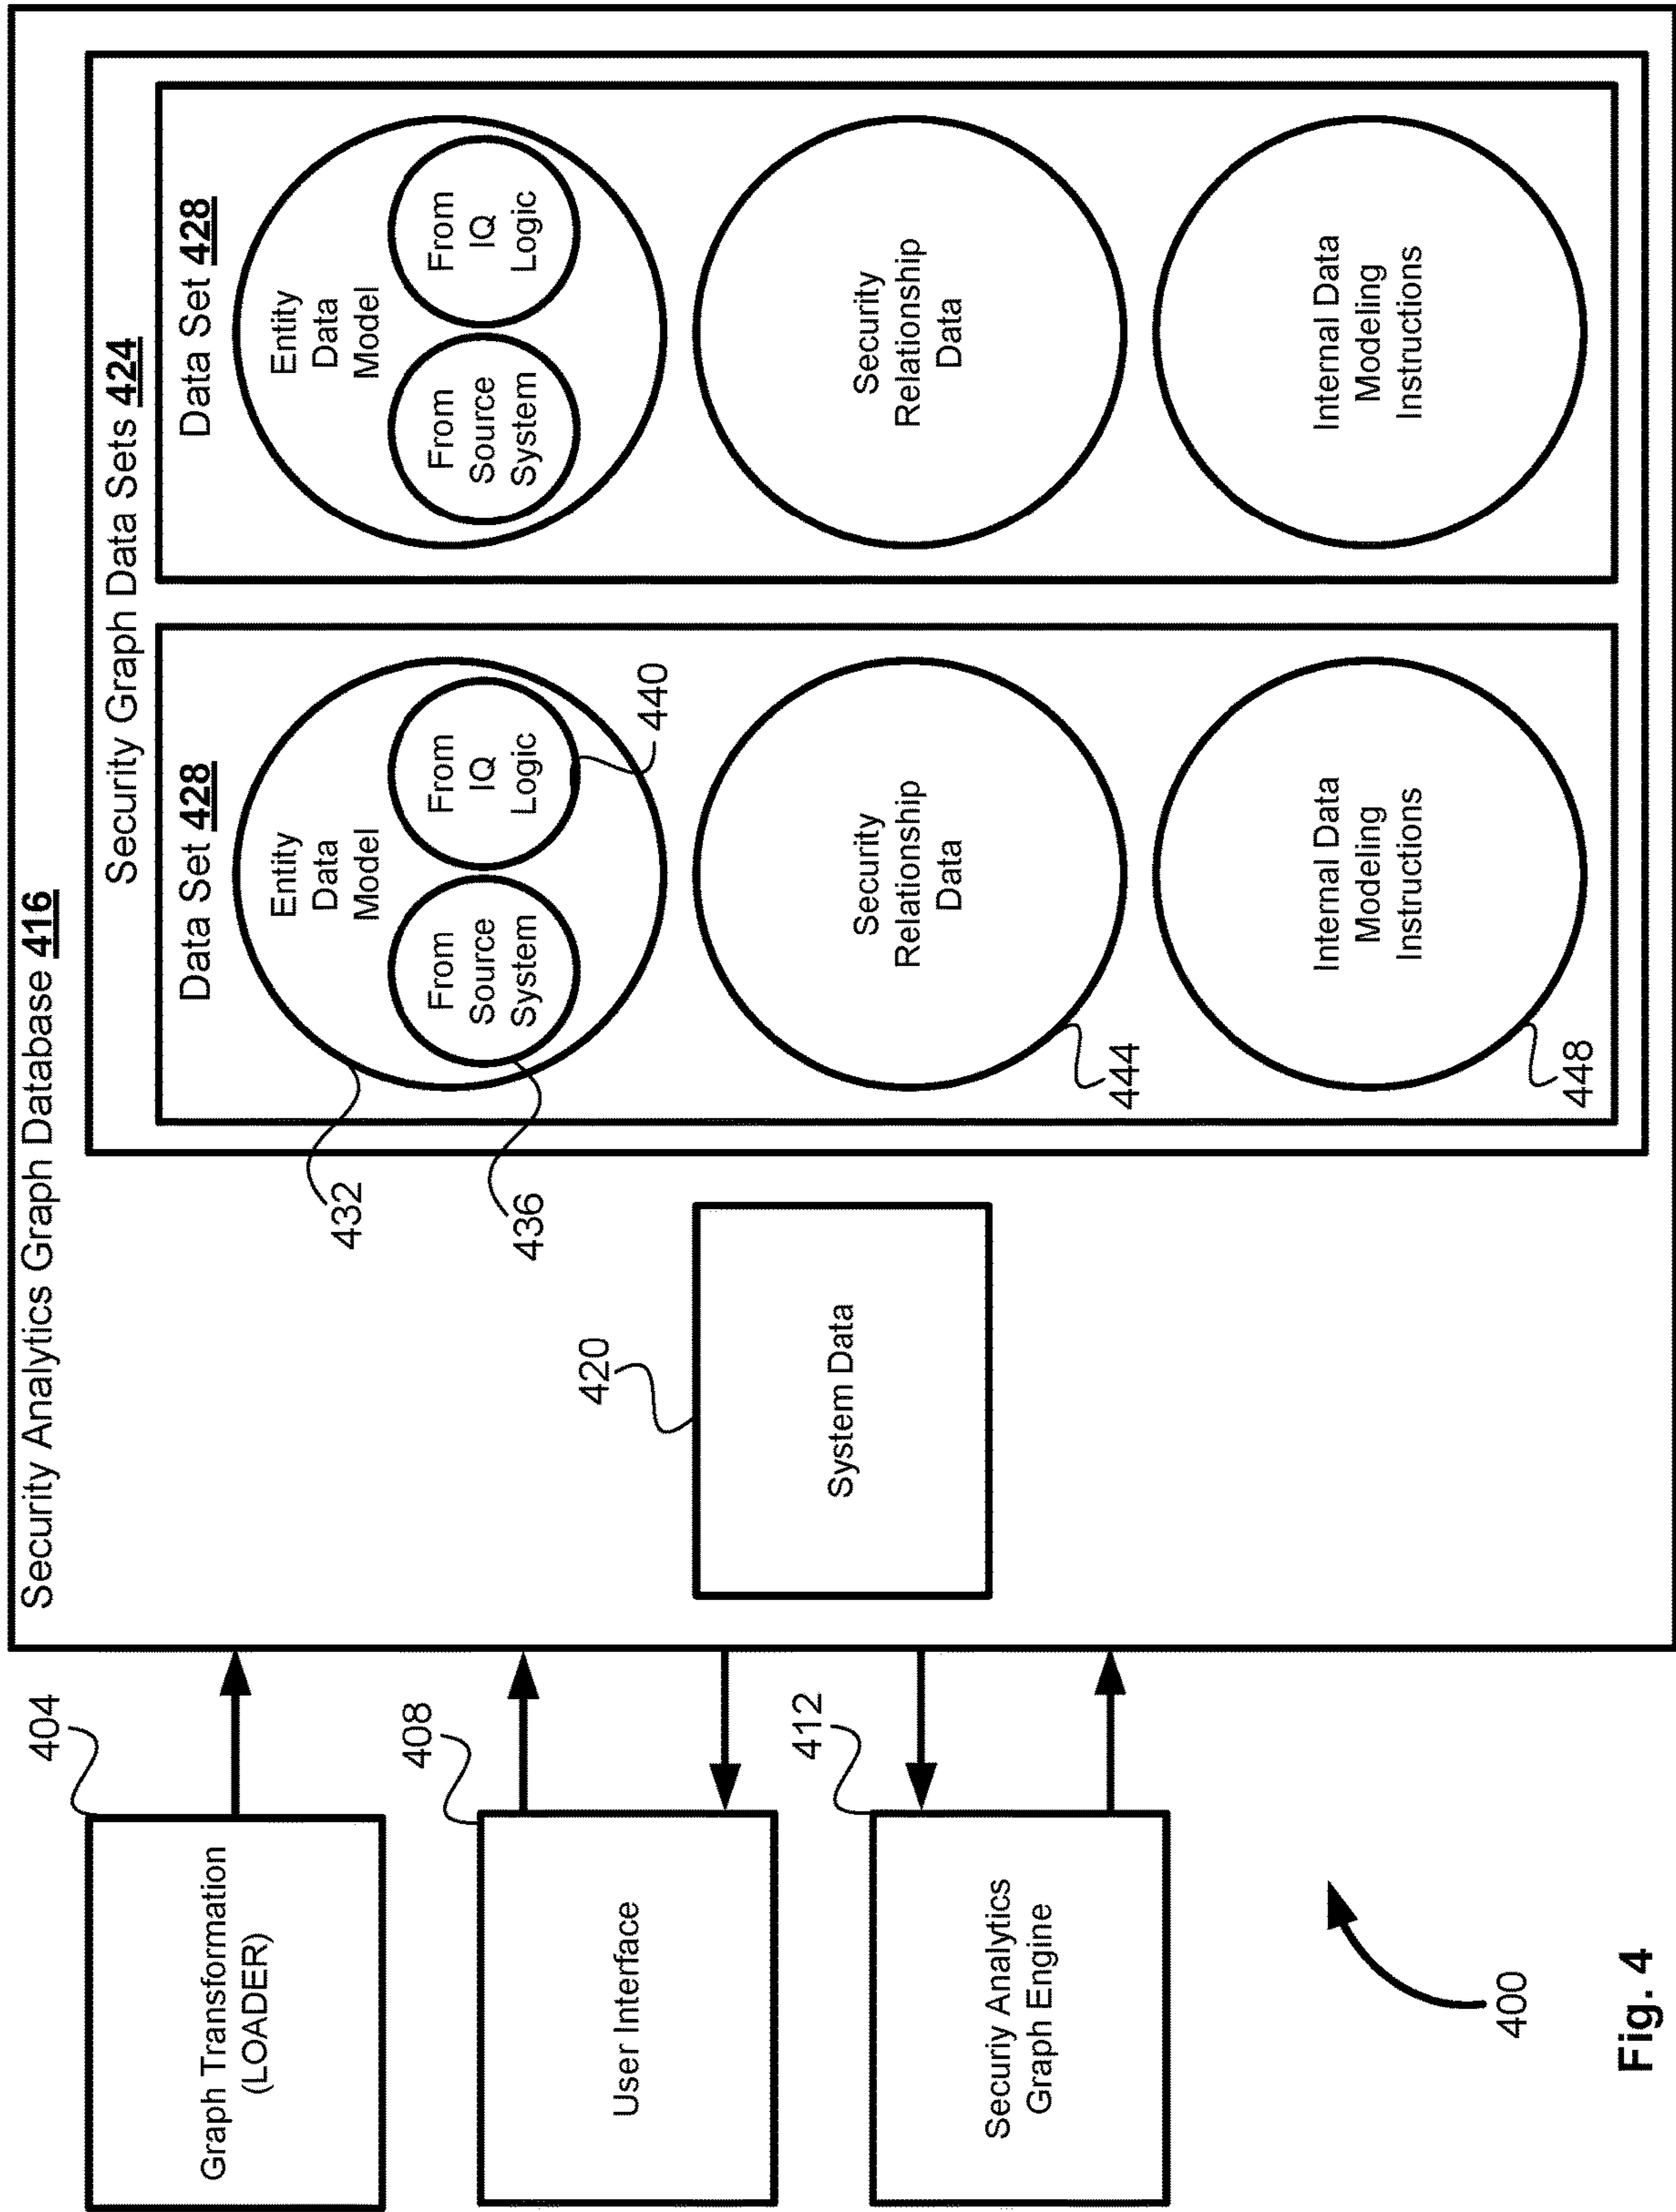 Security Analytics Graph Database 416
404
Graph Transformation
(LOADER)
408
User Interface
412
Securiy Analytics
Graph Engine
400
420
System Data
Security Graph Data Sets 424
Data Set 428
432
Entity
Data
Model
436
From
Source
System
From
IQ
Logic
440
Security
Relationship
Data
444
Internal Data
Modeling
Instructions
448
Data Set 428
Entity
Data
Model
From
Source
System
From
IQ
Logic
Security
Relationship
Data
Internal Data
Modeling
Instructions
Fig. 4